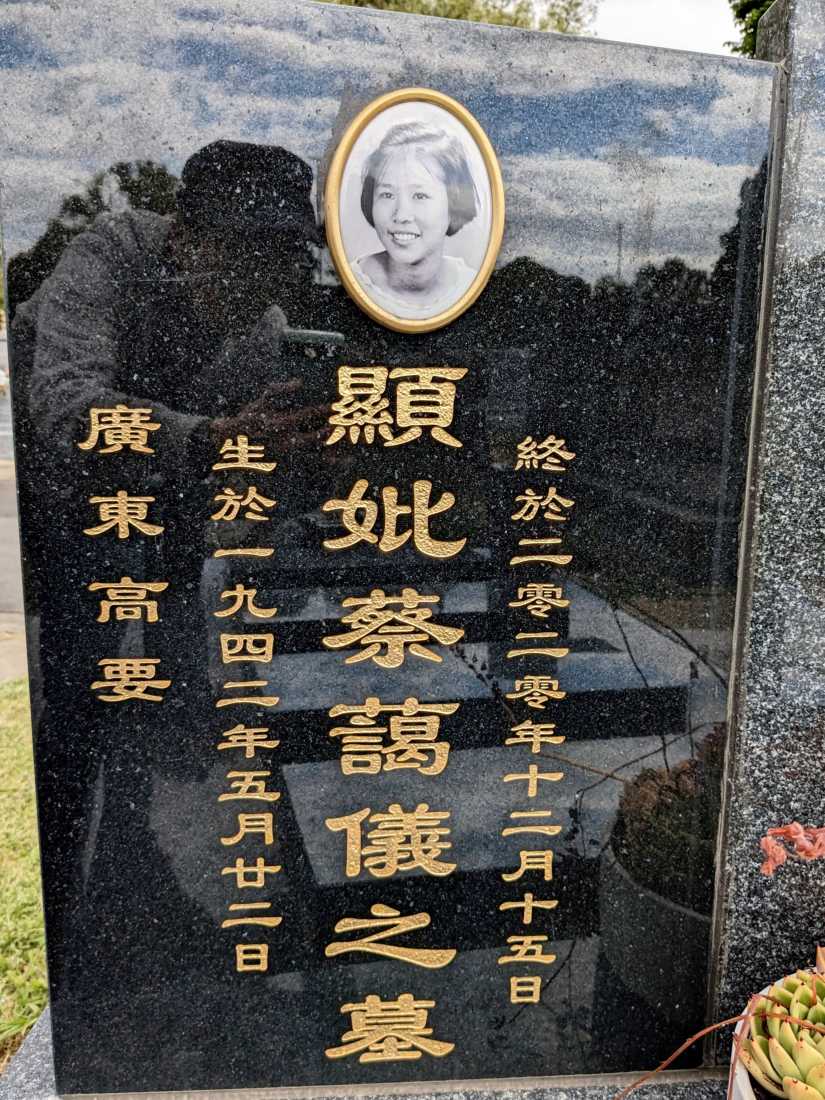 終於二零二零年十二月十五日
顯妣蔡藹儀之墓
生於一九四二年五月廿二日
廣東高要